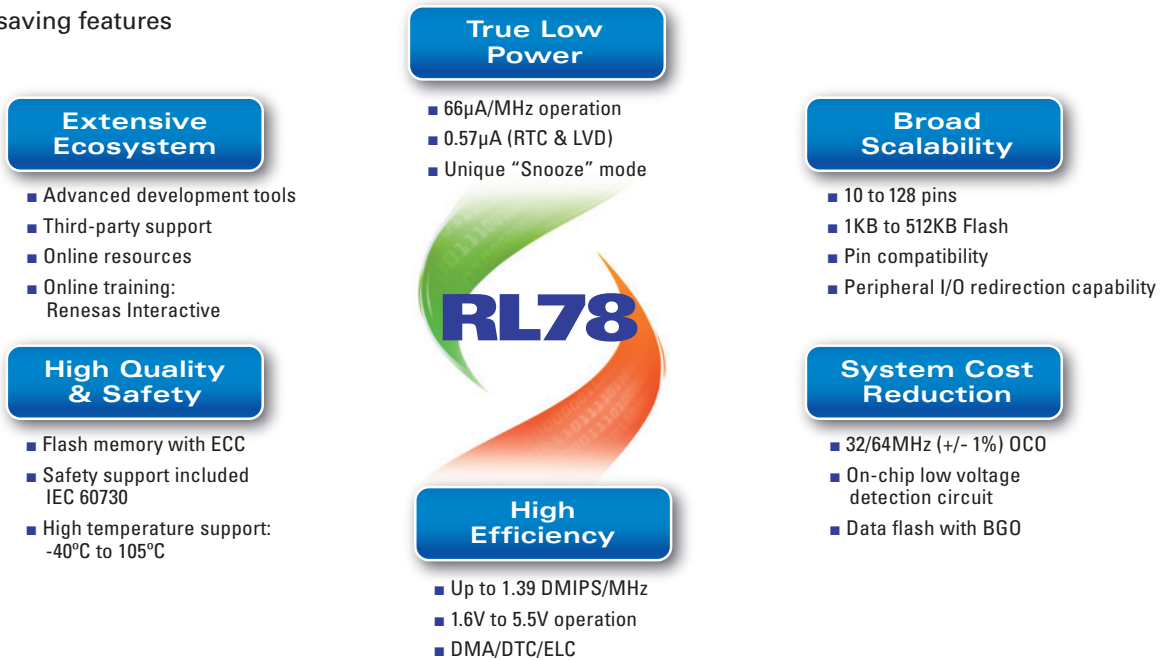 saving features
True Low
Power
■ 66µA/MHz operation
■ 0.57µA (RTC & LVD)
■ Unique “Snooze” mode
Extensive
Ecosystem
■ Advanced development tools
■ Third-party support
■ Online resources
■ Online training:
Renesas Interactive
Broad
Scalability
■ 10 to 128 pins
■ 1KB to 512KB Flash
■ Pin compatibility
■ Peripheral I/O redirection capability
RL78
High Quality
& Safety
■ Flash memory with ECC
■ Safety support included
IEC 60730
■ High temperature support:
-40ºC to 105ºC
System Cost
Reduction
■ 32/64MHz (+/- 1%) OCO
■ On-chip low voltage
detection circuit
■ Data flash with BGO
High
Efficiency
■ Up to 1.39 DMIPS/MHz
■ 1.6V to 5.5V operation
■ DMA/DTC/ELC